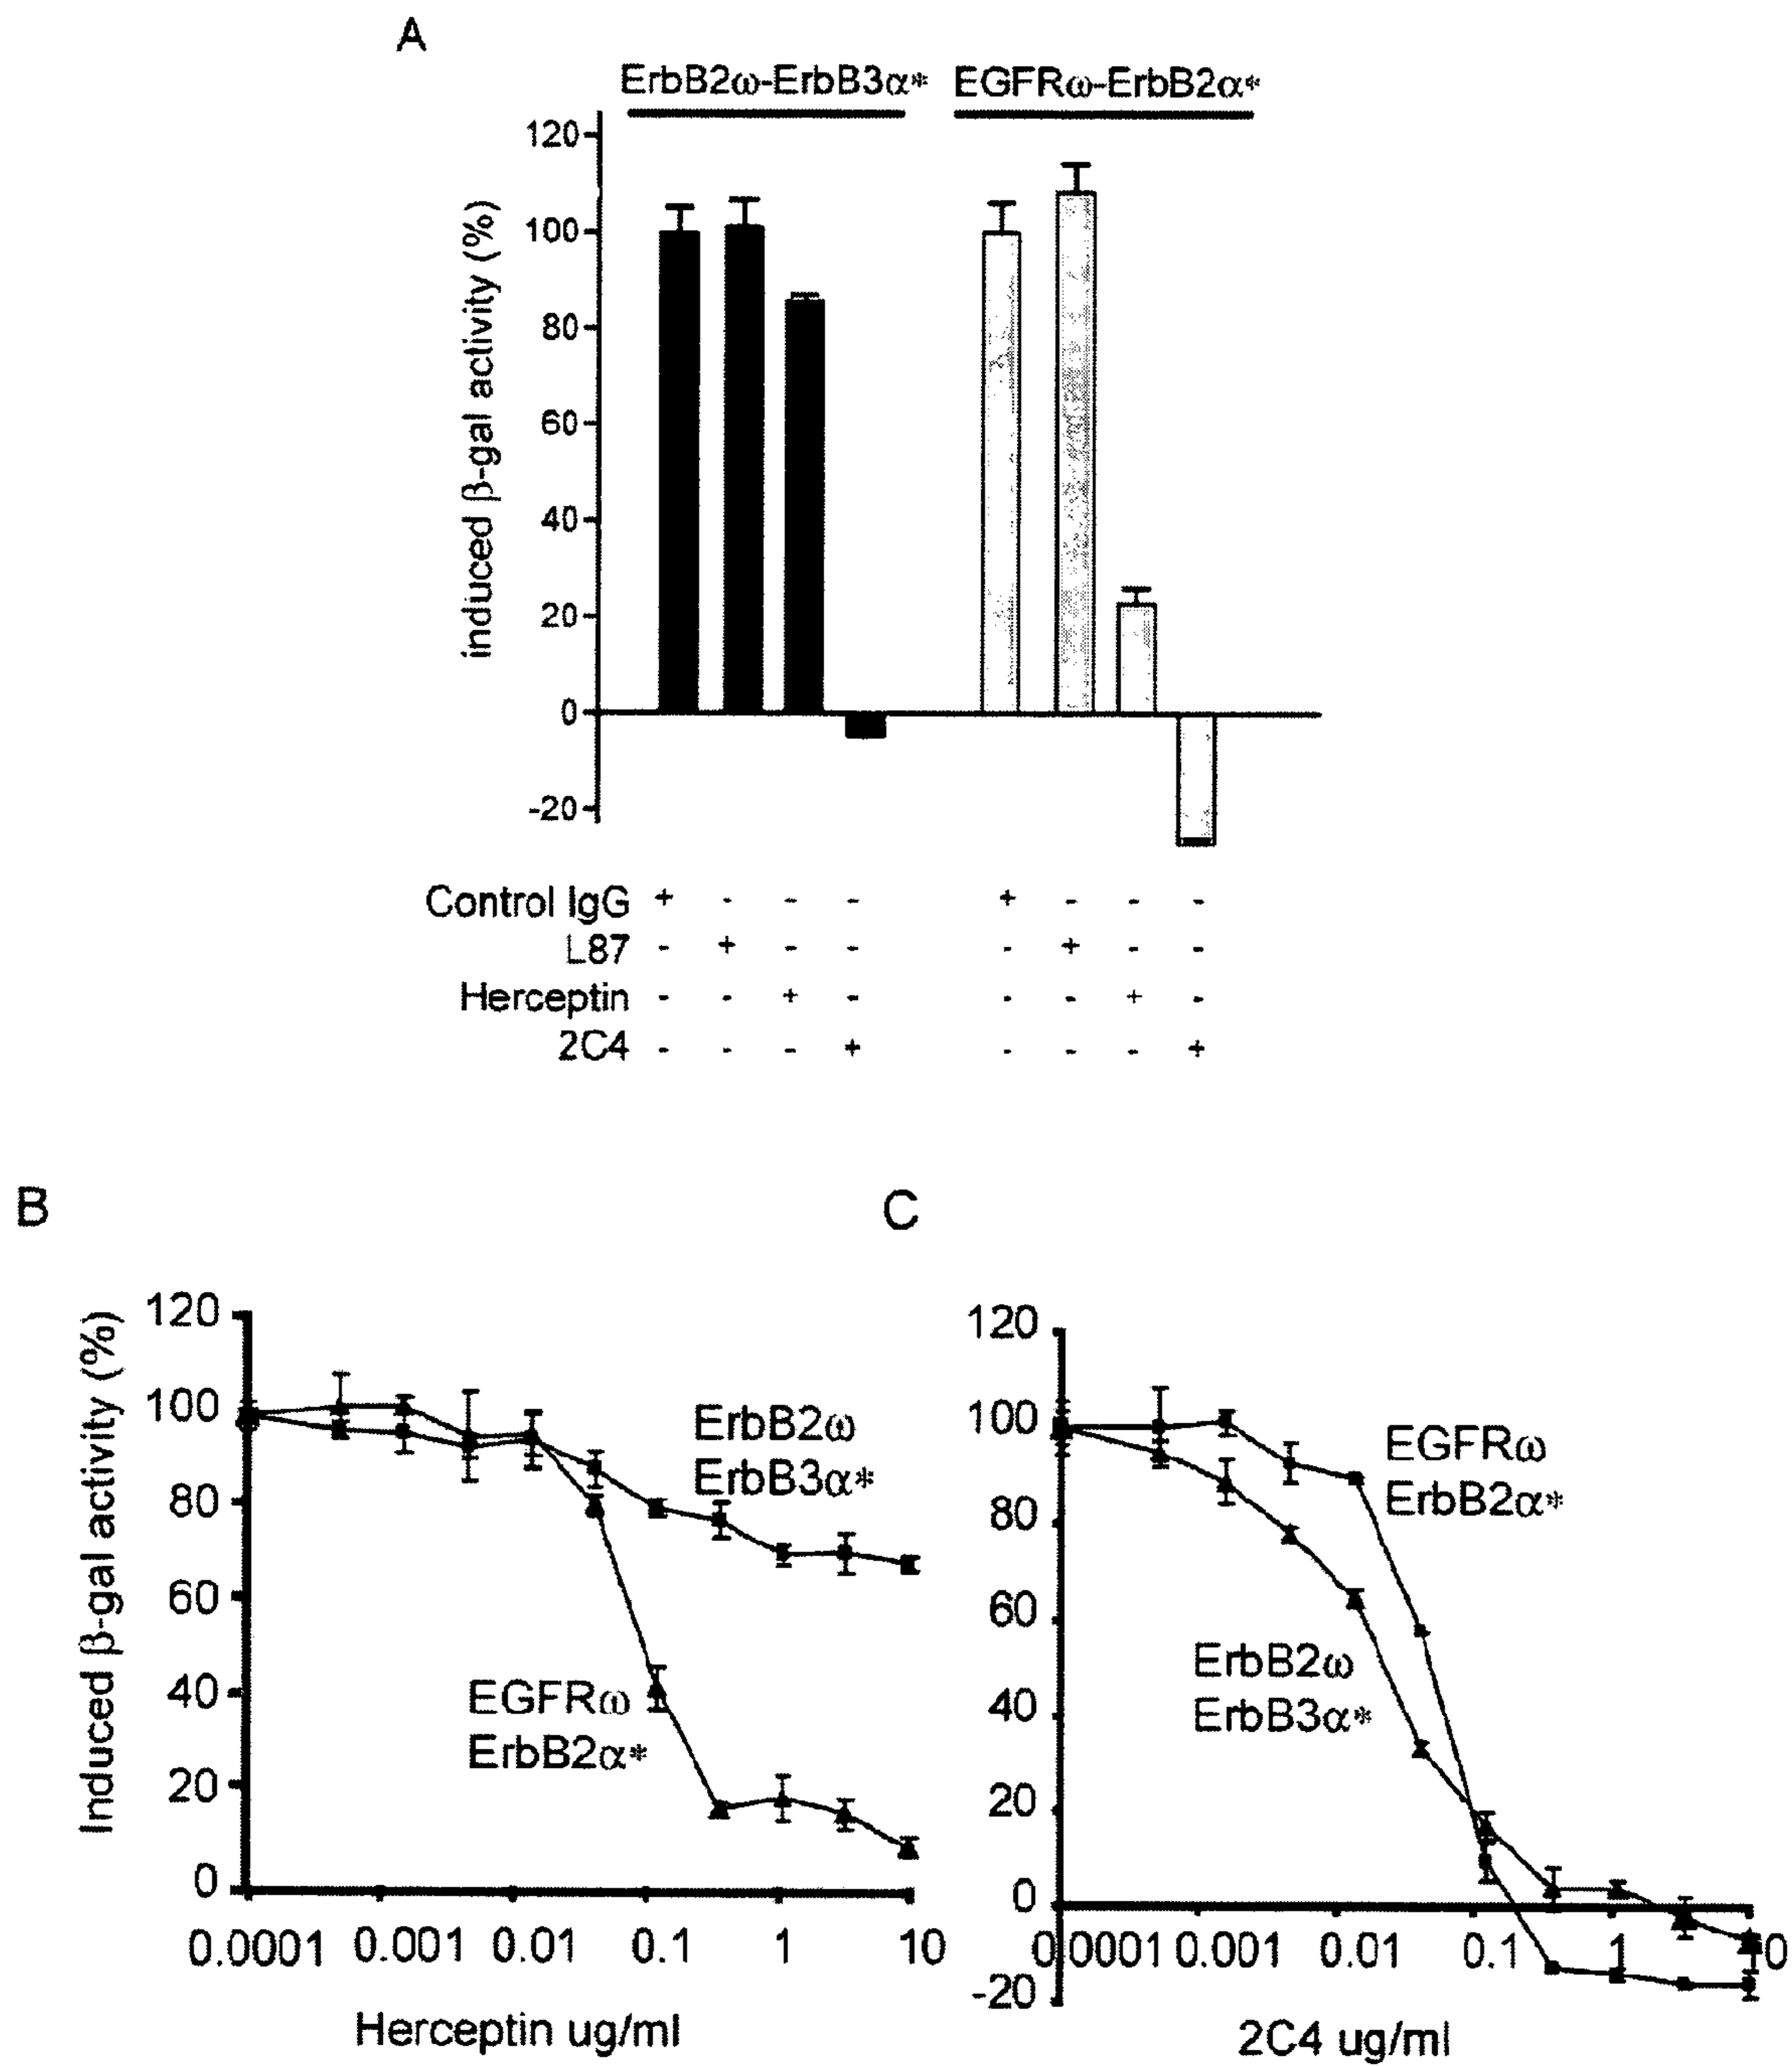 A
ErbB2ω-ErbB3α* EGFRω-ErbB2α*
induced β-gal activity (%)
120
100
80
60
40
20
0
-20
Control IgG + - - - + - - -
L87 - + - - - + - -
Herceptin - - + - - - + -
2C4 - - - + - - - +
B
Induced β-gal activity (%)
120
100
80
60
40
20
0
ErbB2ω
ErbB3α*
EGFRω
ErbB2α*
0.0001 0.001 0.01 0.1 1 10
Herceptin ug/ml
C
120
100
80
60
40
20
0
-20
EGFRω
ErbB2α*
ErbB2ω
ErbB3α*
0.0001 0.001 0.01 0.1 1 10
2C4 ug/ml